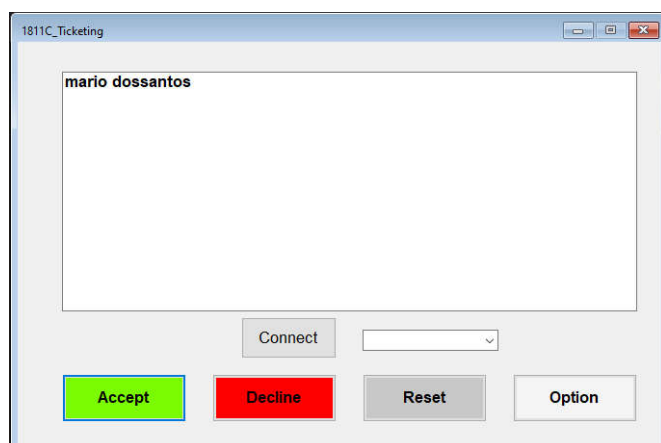 1811C_Ticketing
mario dossantos
Connect
Accept Decline Reset Option